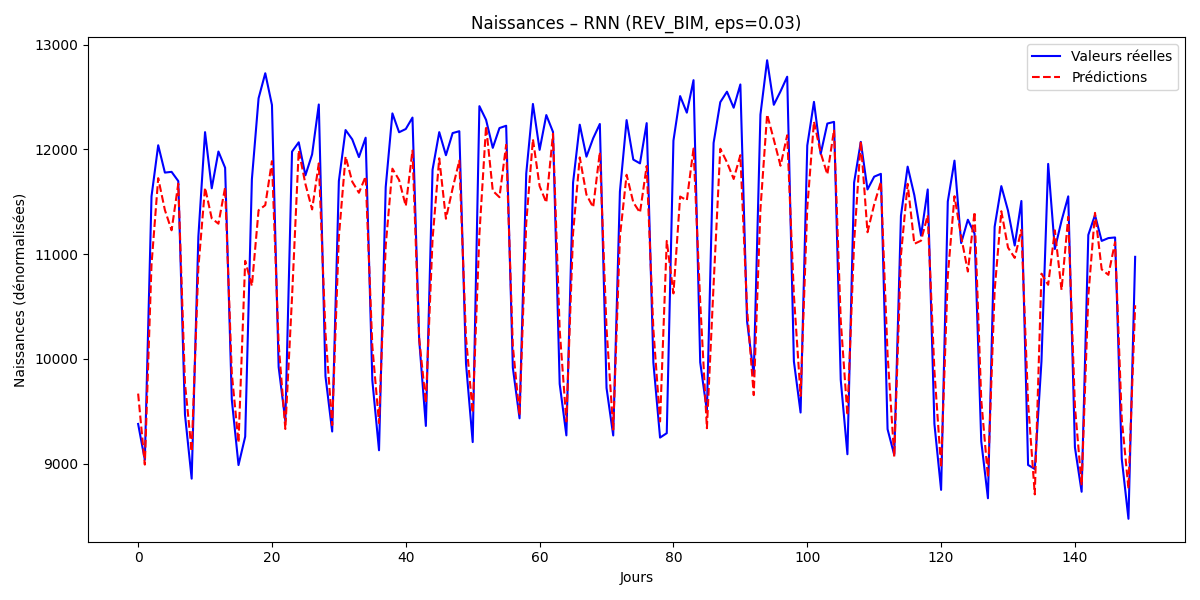 Naissances – RNN (REV_BIM, eps=0.03)
Valeurs réelles
Prédictions
13000
12000
11000
10000
9000
Naissances (dénormalisées)
0 20 40 60 80 100 120 140
Jours